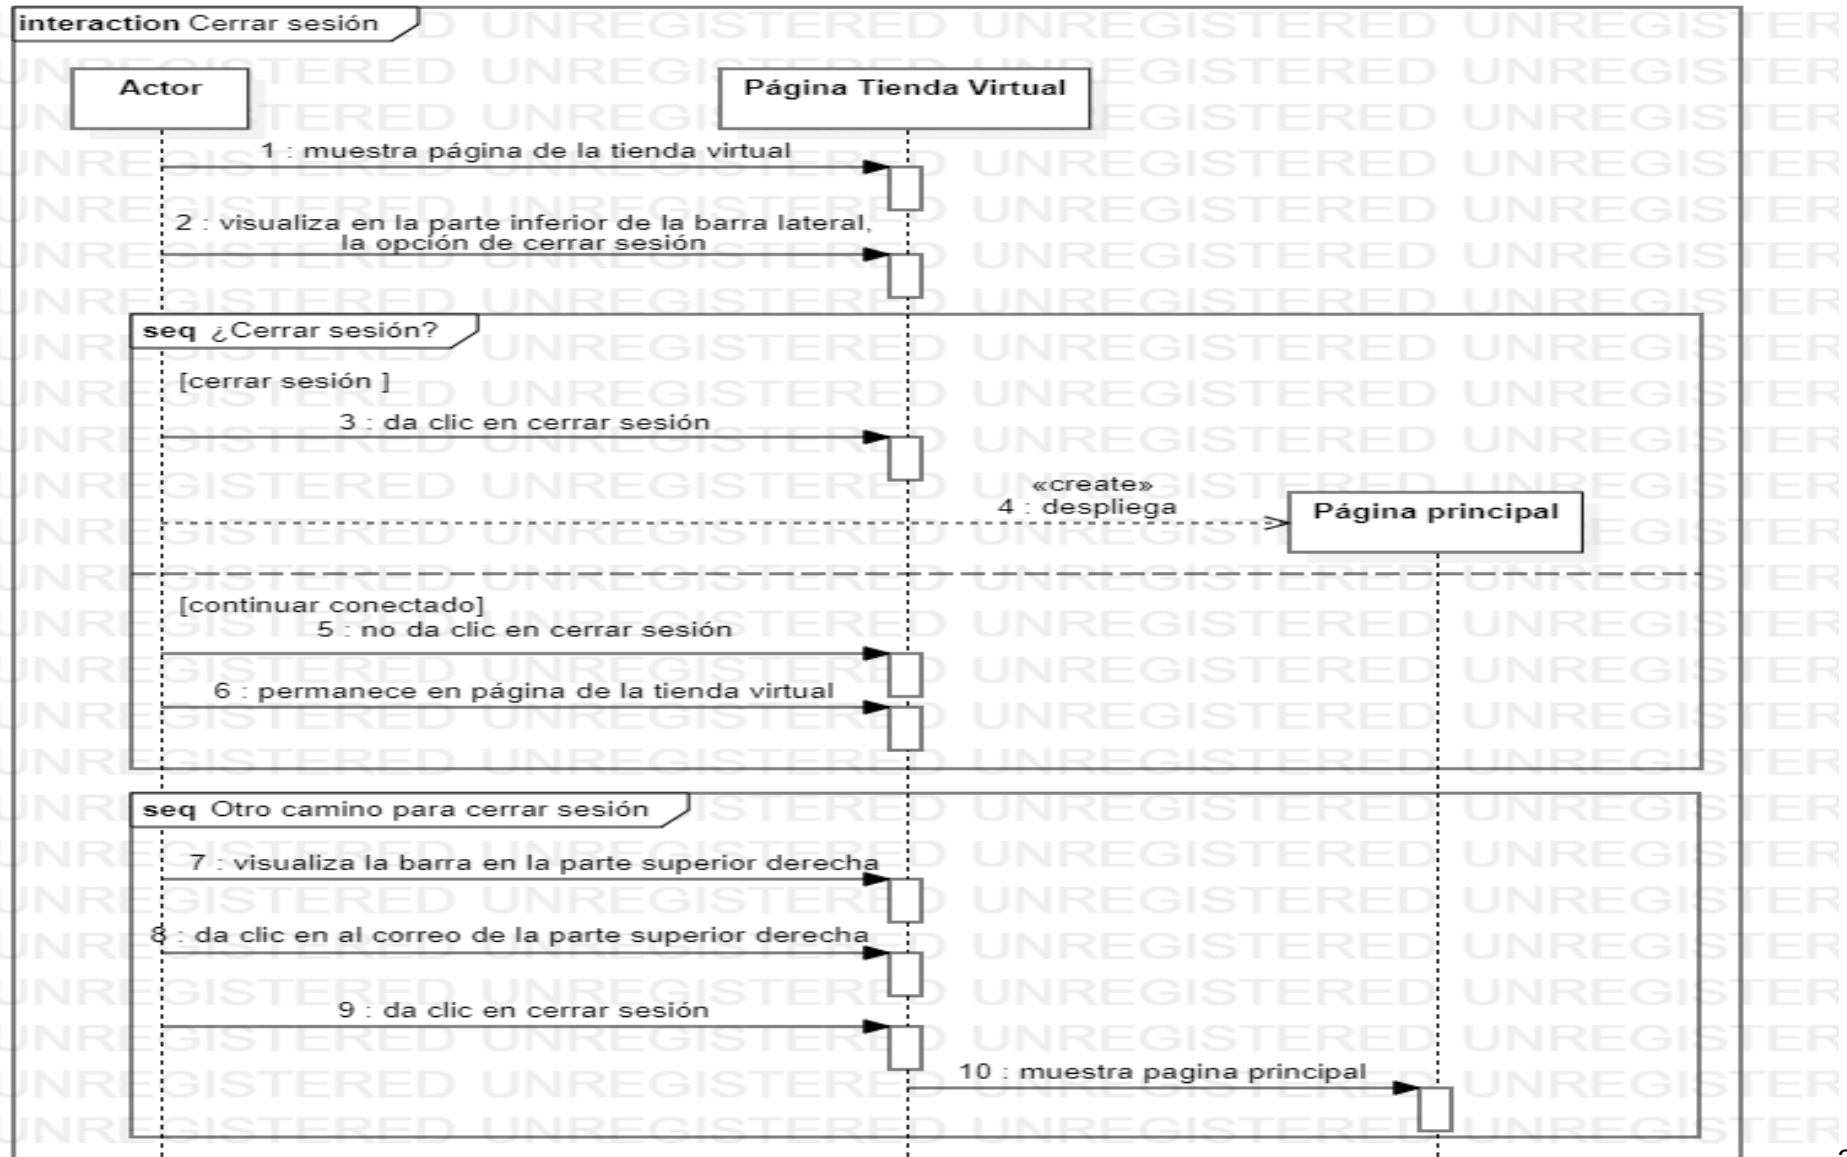 interaction Cerrar sesión
Actor
Página Tienda Virtual
1 : muestra página de la tienda virtual
2 : visualiza en la parte inferior de la barra lateral,
la opción de cerrar sesión
seq ¿Cerrar sesión?
[cerrar sesión ]
3 : da clic en cerrar sesión
«create»
4 : despliega
Página principal
[continuar conectado]
5 : no da clic en cerrar sesión
6 : permanece en página de la tienda virtual
seq Otro camino para cerrar sesión
7 : visualiza la barra en la parte superior derecha
8 : da clic en al correo de la parte superior derecha
9 : da clic en cerrar sesión
10 : muestra pagina principal
UNREGISTERED